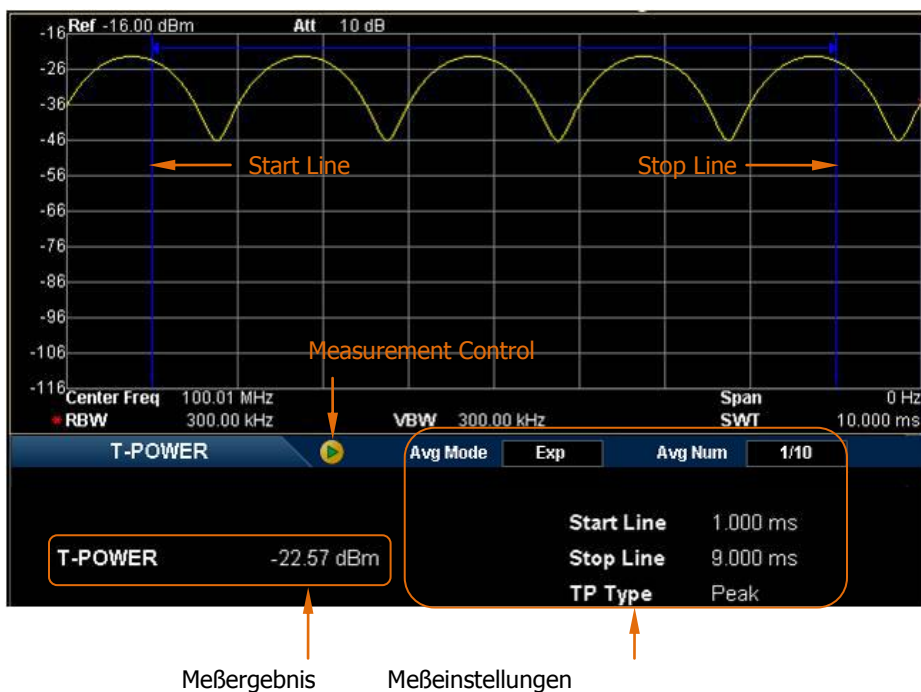 Ref -16.00 dBm Att 10 dB
-16
-26
-36
-46
Start Line Stop Line
-56
-66
-76
-86
-96
-106
Measurement Control
-116
Center Freq 100.01 MHz Span 0 Hz
RBW 300.00 kHz VBW 300.00 kHz SWT 10.000 ms
T-POWER Avg Mode Exp Avg Num 1/10
Start Line 1.000 ms
T-POWER -22.57 dBm Stop Line 9.000 ms
TP Type Peak
Meßergebnis Meßeinstellungen